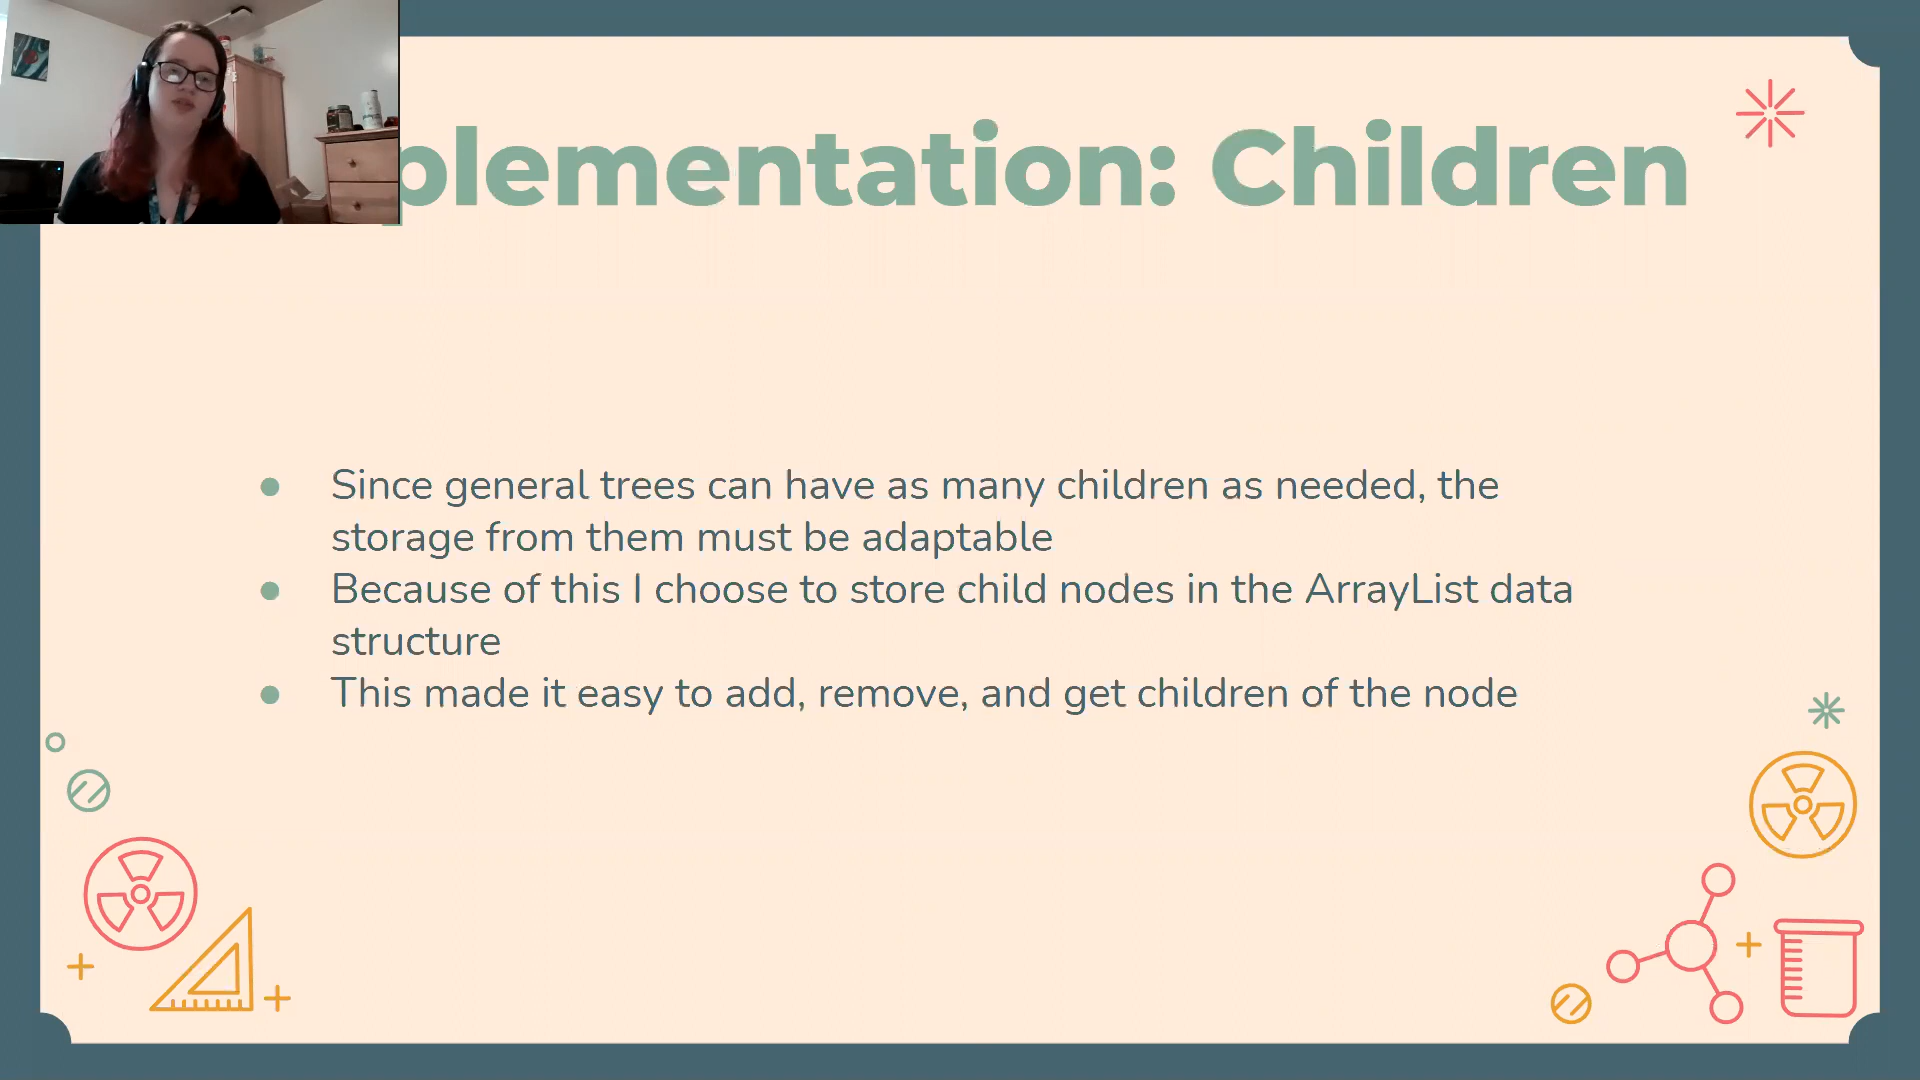 plementation: Children
Since general trees can have as many children as needed, the
storage from them must be adaptable
Because of this I choose to store child nodes in the ArrayList data
structure
This made it easy to add, remove, and get children of the node